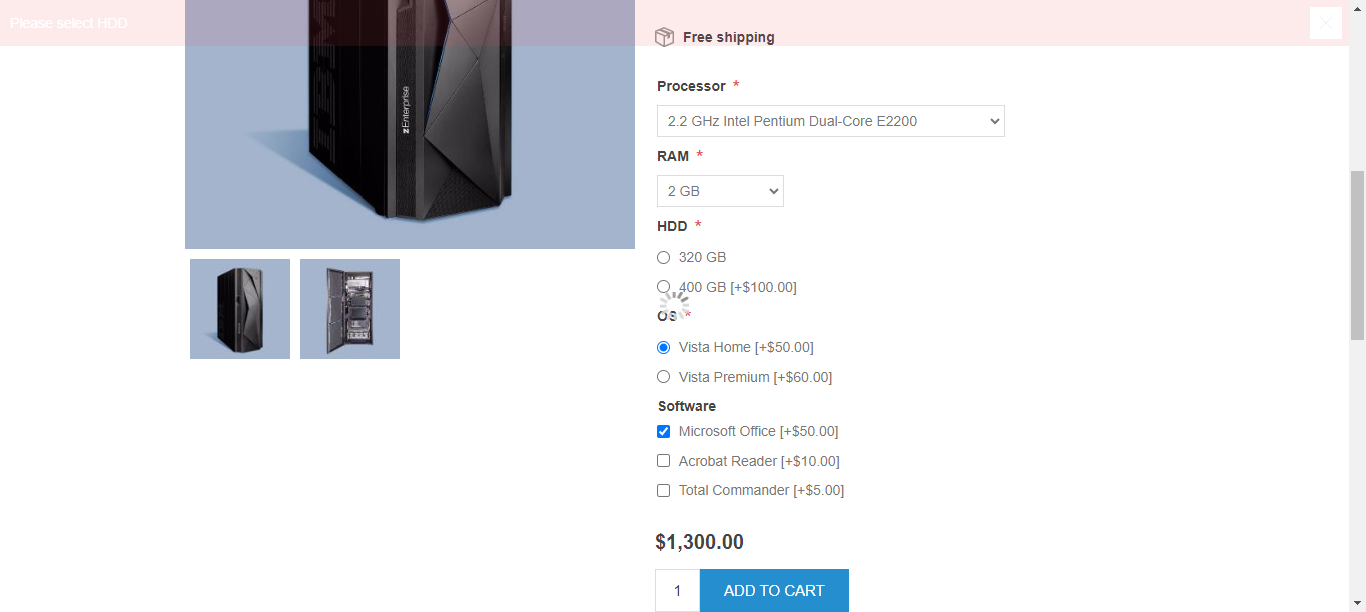 Please select HDD
zEnterprise
Free shipping
Processor *
2.2 GHz Intel Pentium Dual-Core E2200
RAM *
2 GB
HDD *
320 GB
400 GB [+$100.00]
OS *
Vista Home [+$50.00]
Vista Premium [+$60.00]
Software
Microsoft Office [+$50.00]
Acrobat Reader [+$10.00]
Total Commander [+$5.00]
$1,300.00
1
ADD TO CART